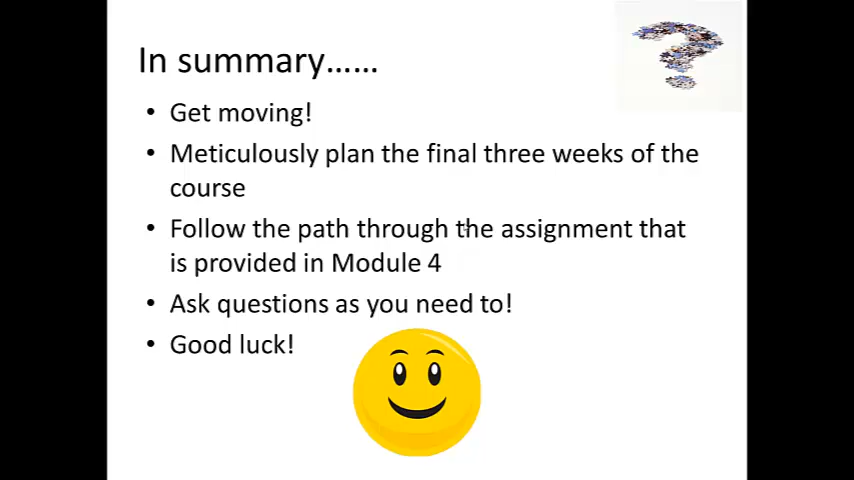 In summary……
• Get moving!
• Meticulously plan the final three weeks of the
course
• Follow the path through the assignment that
is provided in Module 4
• Ask questions as you need to!
• Good luck!